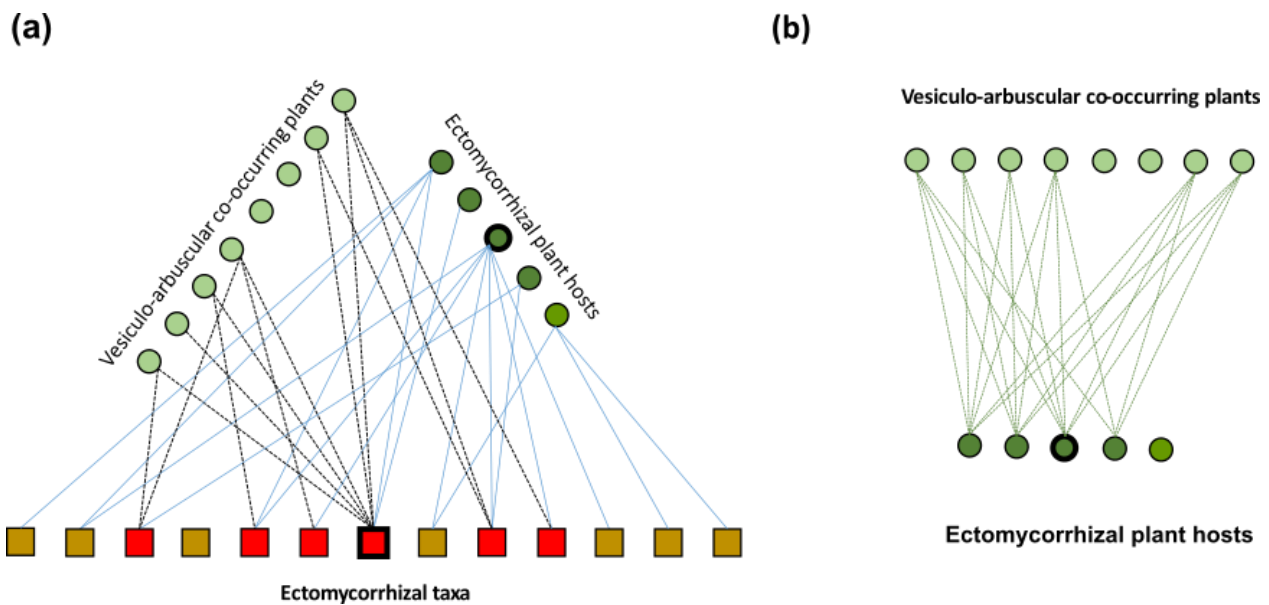 (a)
Vesiculo-arbuscular co-occurring plants
Ectomycorrhizal plant hosts
Ectomycorrhizal taxa
(b)
Vesiculo-arbuscular co-occurring plants
Ectomycorrhizal plant hosts